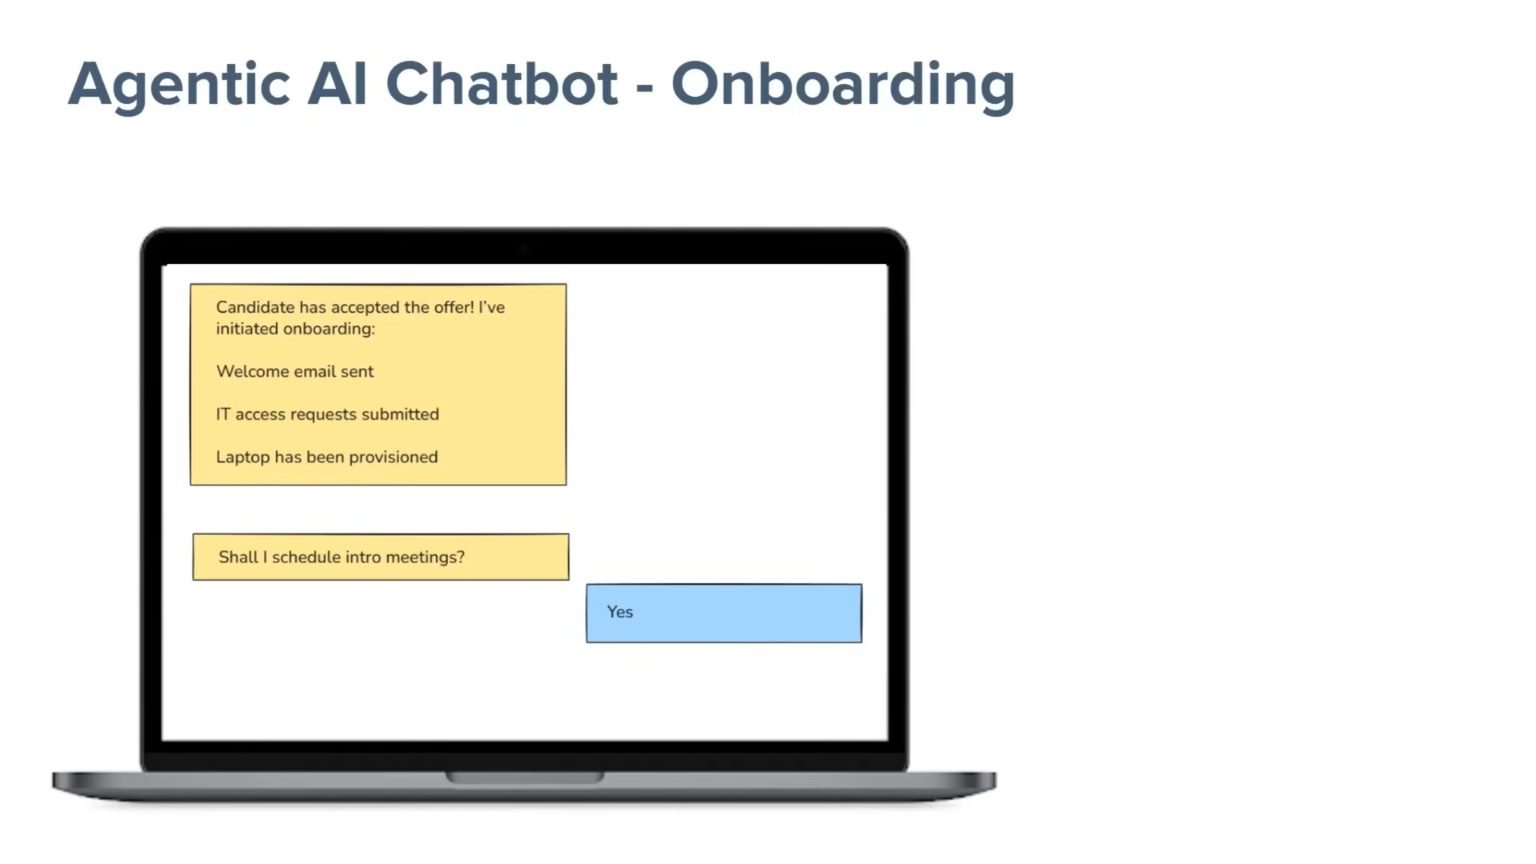 Agentic AI Chatbot - Onboarding
Candidate has accepted the offer! I’ve
initiated onboarding:
Welcome email sent
IT access requests submitted
Laptop has been provisioned
Shall I schedule intro meetings?
Yes